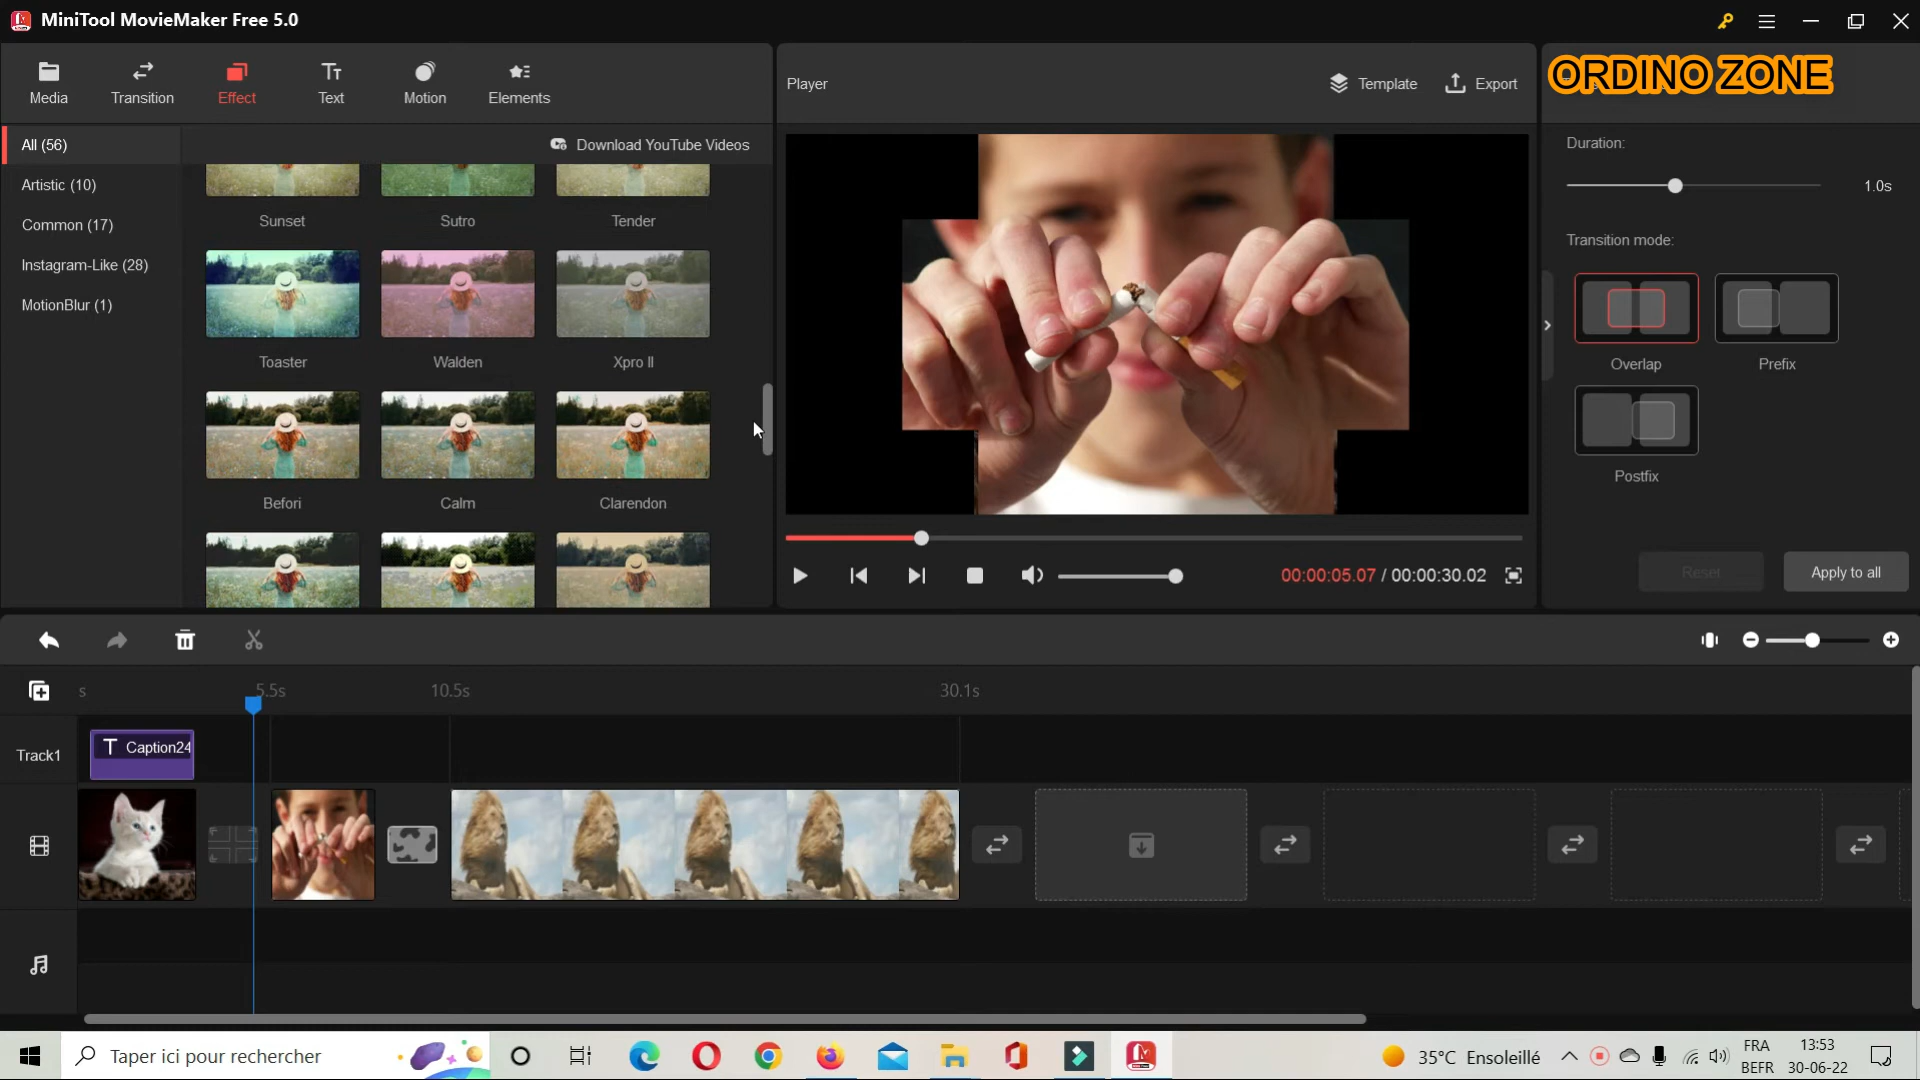 MiniTool MovieMaker Free 5.0
Media
Transition
Effect
Text
Motion
Elements
Player
Template
Export
ORDINO ZONE
All (56)
Download YouTube Videos
Artistic (10)
Common (17)
Instagram-Like (28)
MotionBlur (1)
Sunset
Sutro
Tender
Toaster
Walden
Xpro II
Befori
Calm
Clarendon
Duration:
1.0s
Transition mode:
Overlap
Prefix
Postfix
Reset
Apply to all
00:00:05.07 / 00:00:30.02
s
5.5s
10.5s
30.1s
Track1
T Caption24
Taper ici pour rechercher
35°C Ensoleillé
FRA
BEFR
13:53
30-06-22